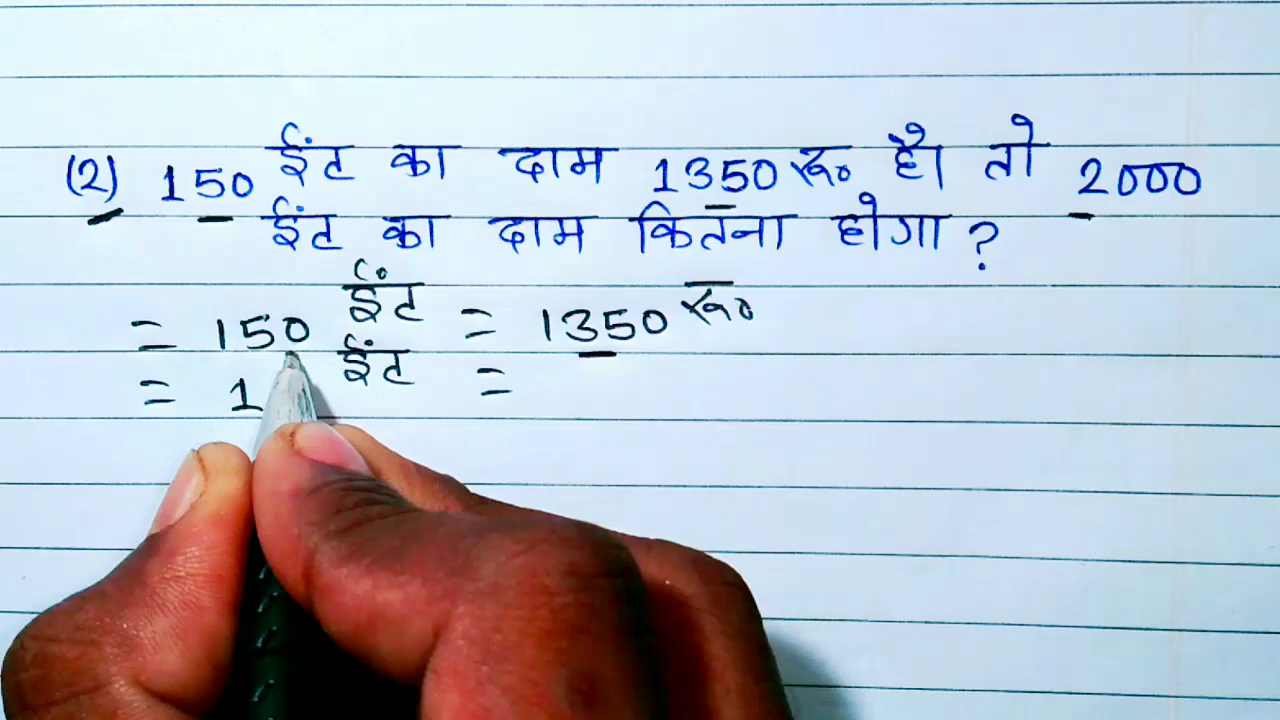 (2) 150 ईंट का दाम 1350 रू० है। तो 2000
ईंट का दाम कितना होगा ?
= 150 ईंट = 1350 रू०
= 1 ईंट =